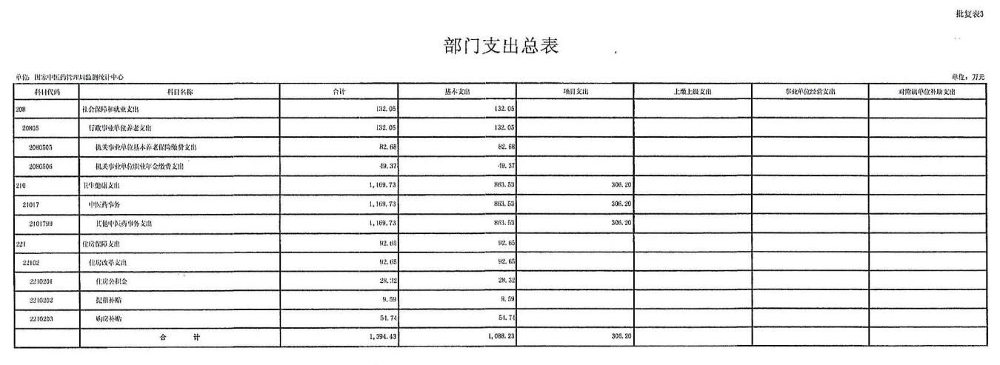 批复表3
部门支出总表
单位：国家中医药管理局监测统计中心 单位：万元
科目代码 科目名称 合计 基本支出 项目支出 上缴上级支出 事业单位经营支出 对附属单位补助支出
208 社会保障和就业支出 132.05 132.05
20805 行政事业单位养老支出 132.05 132.05
2080505 机关事业单位基本养老保险缴费支出 82.68 82.68
2080506 机关事业单位职业年金缴费支出 49.37 49.37
210 卫生健康支出 1,169.73 863.53 306.20
21017 中医药事务 1,169.73 863.53 306.20
2101799 其他中医药事务支出 1,169.73 863.53 306.20
221 住房保障支出 92.65 92.65
22102 住房改革支出 92.65 92.65
2210201 住房公积金 28.32 28.32
2210202 提租补贴 9.59 9.59
2210203 购房补贴 54.74 54.74
合 计 1,394.43 1,088.23 306.20